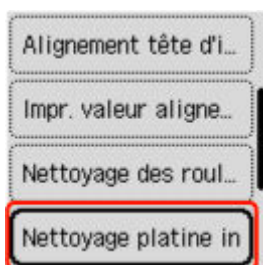 Alignement tête d'i...
Impr. valeur aligne...
Nettoyage des roul...
Nettoyage platine in